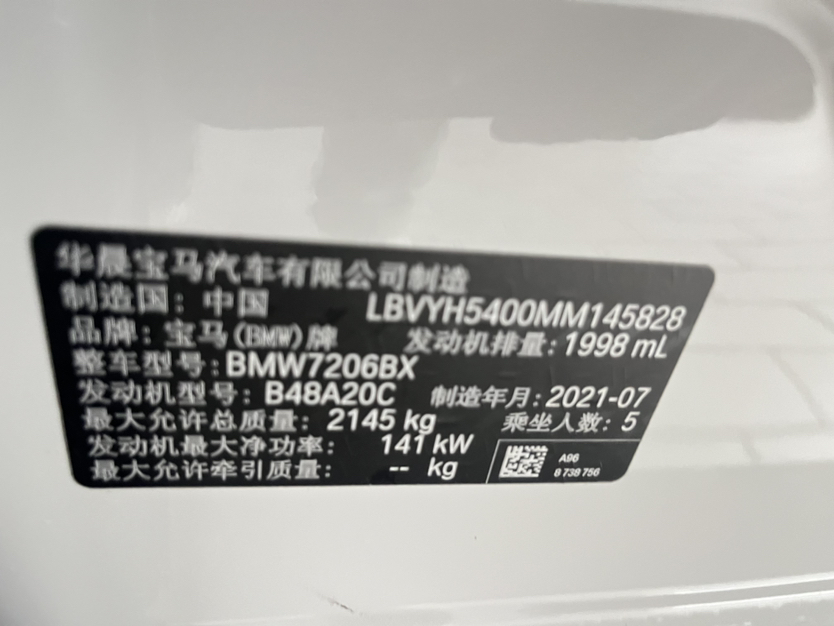 华晨宝马汽车有限公司制造
制造国: 中国 LBVYH5400MM145828
品牌: 宝马(BMW)牌 发动机排量: 1998 mL
整车型号: BMW7206BX
发动机型号: B48A20C 制造年月: 2021-07
最大允许总质量: 2145 kg 乘坐人数: 5
发动机最大净功率: 141 kW
最大允许牵引质量: -- kg
A96
8 738 756